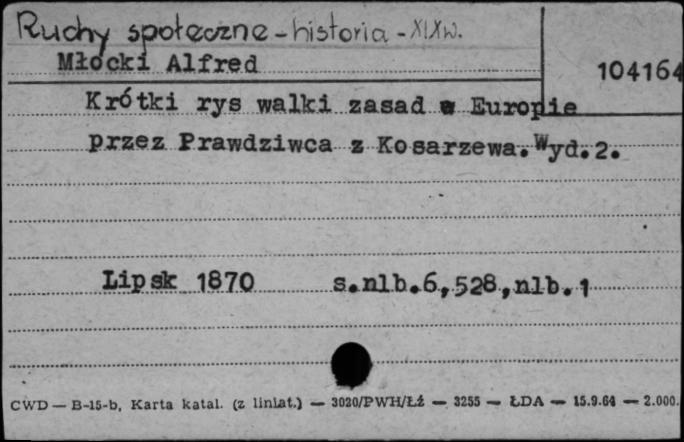 Ruchy społeczne - historia - XIXw.
Młocki Alfred
104164
Krótki rys walki zasad w Europie
przez Prawdziwca z Kosarzewa. Wyd. 2.
Lipsk 1870 s.nlb.6, 528, nlb. 1
CWD — B-15-b, Karta katal. (z liniat.) — 3020/PWH/Łź — 3255 — ŁDA — 15.9.64 — 2.000.